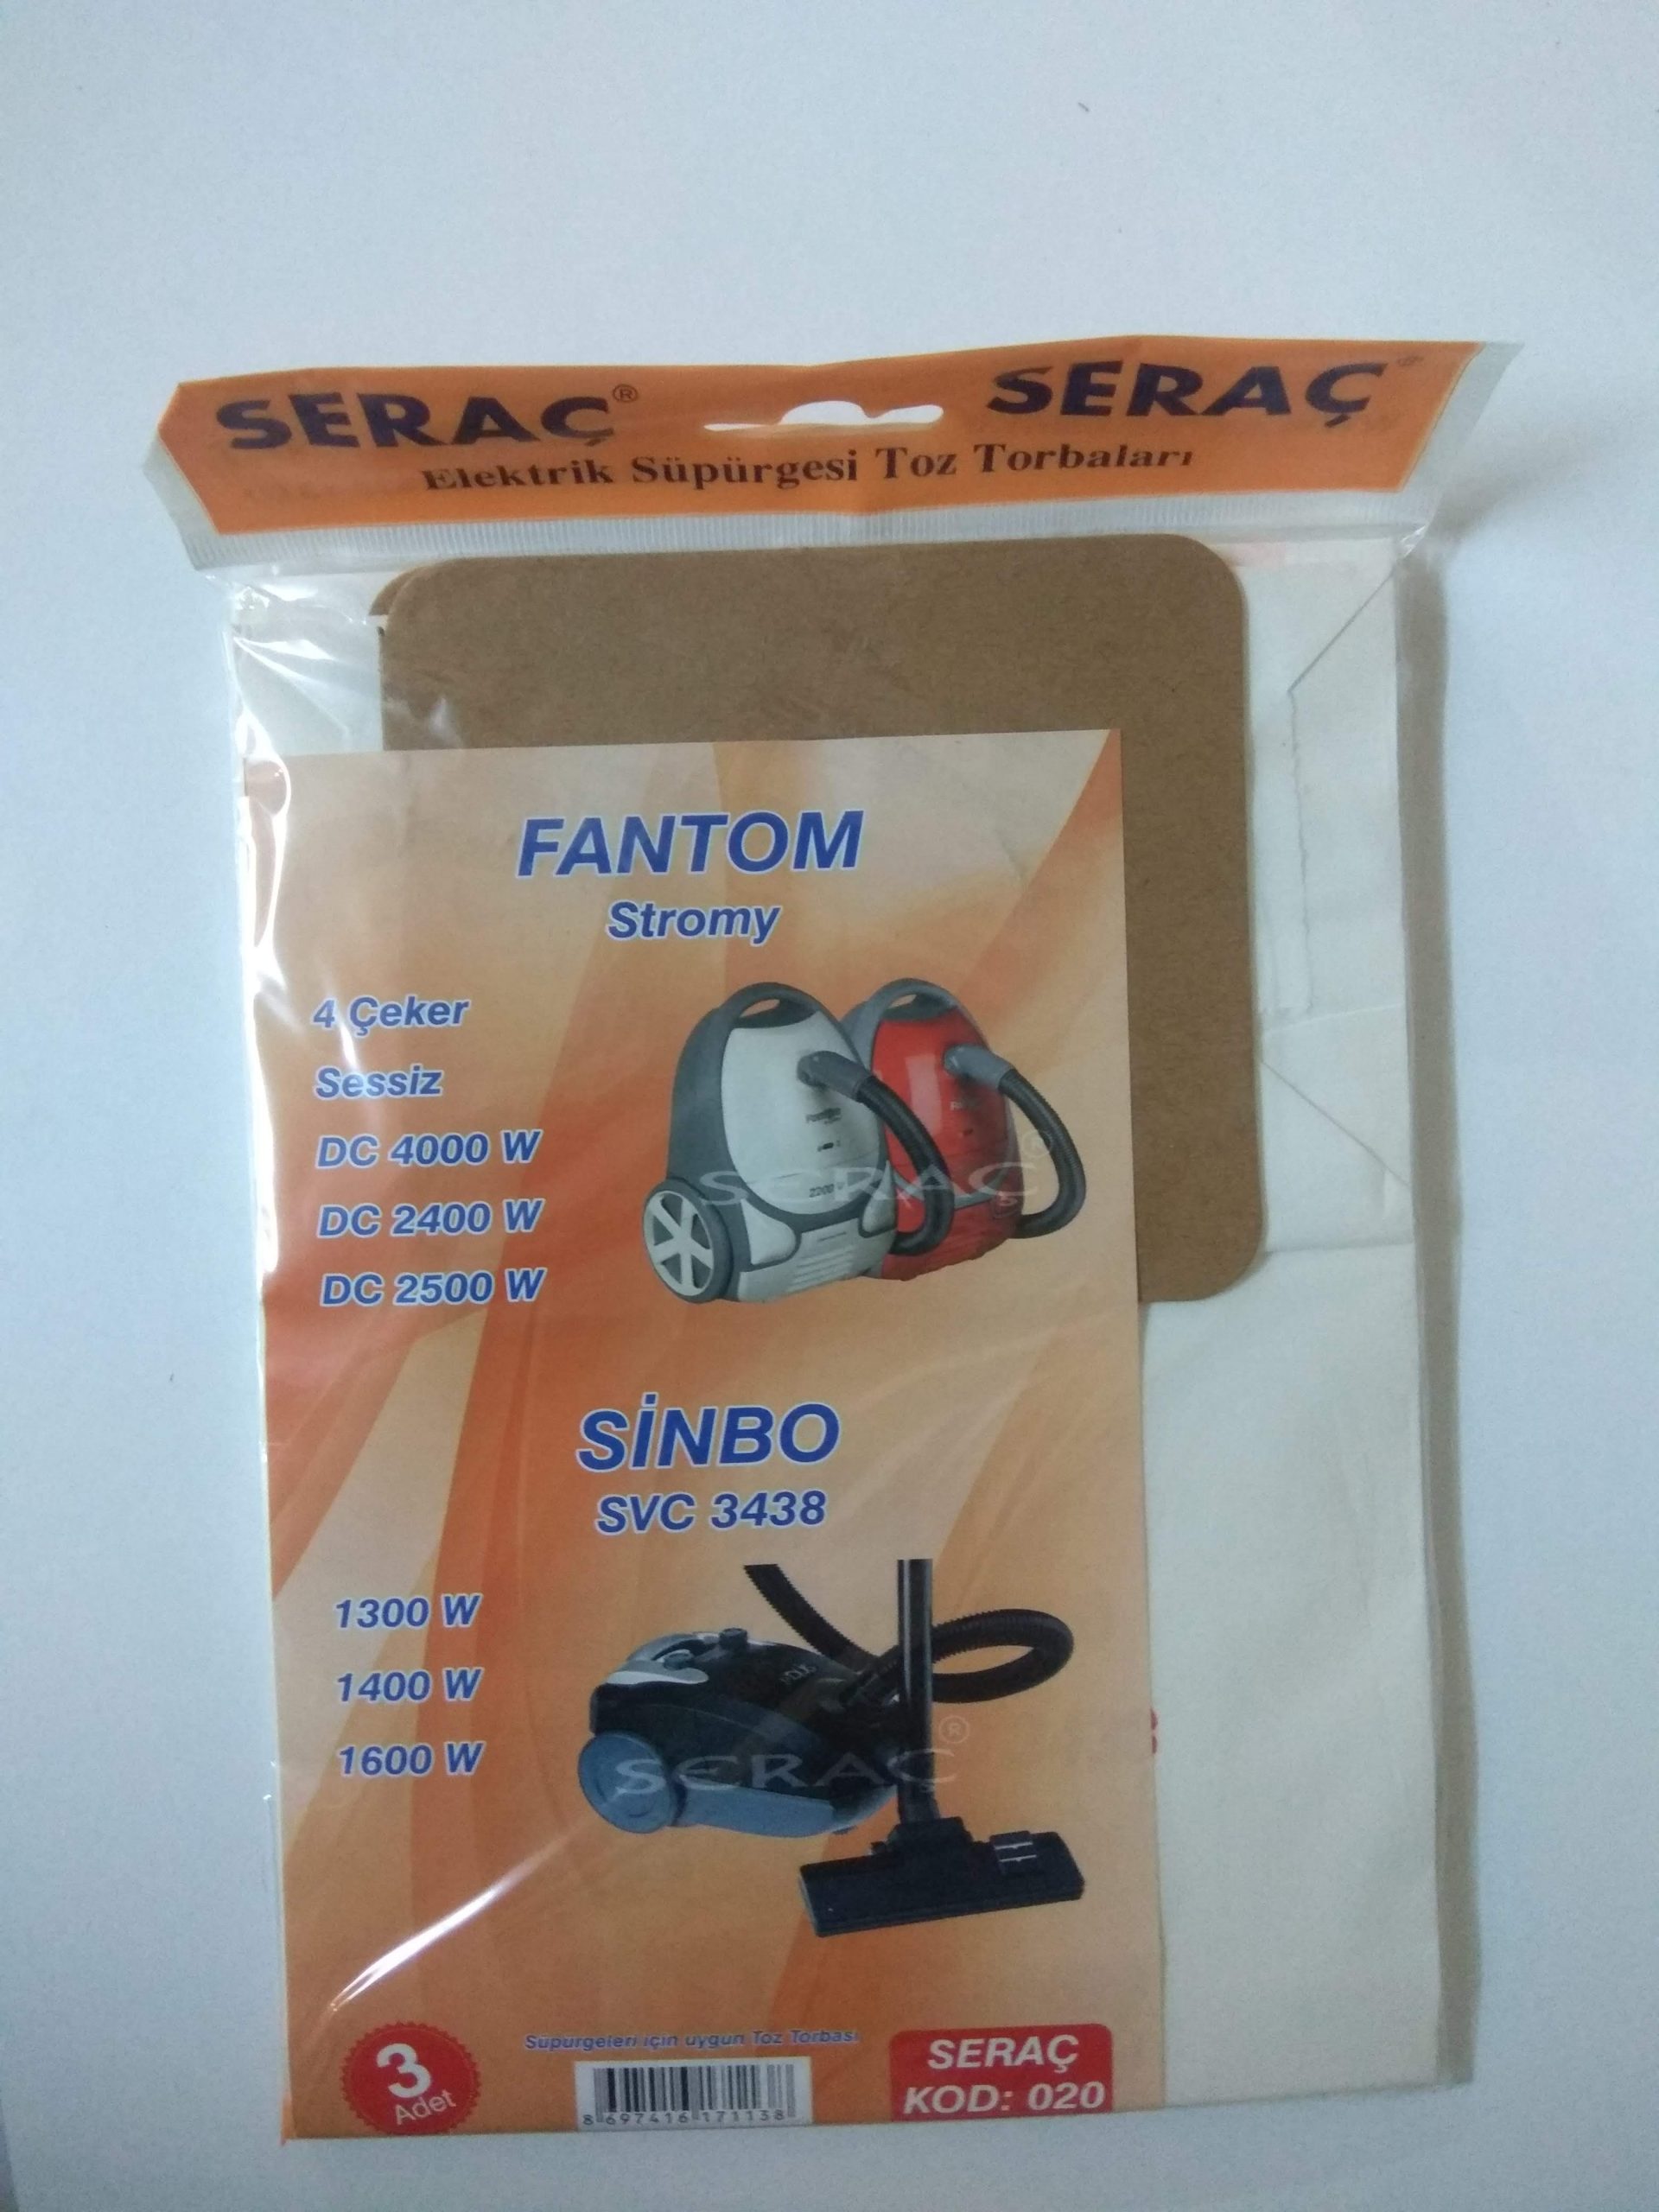 SERAÇ® SERAÇ®
Elektrik Süpürgesi Toz Torbaları
FANTOM
Stromy
4 Çeker
Sessiz
DC 4000 W
DC 2400 W
DC 2500 W
2200 W
SERAÇ®
SİNBO
SVC 3438
1300 W
1400 W
1600 W
SERAÇ®
3
Adet
Süpürgeleri için uygun Toz Torbası
8 697416 171138
SERAÇ
KOD: 020